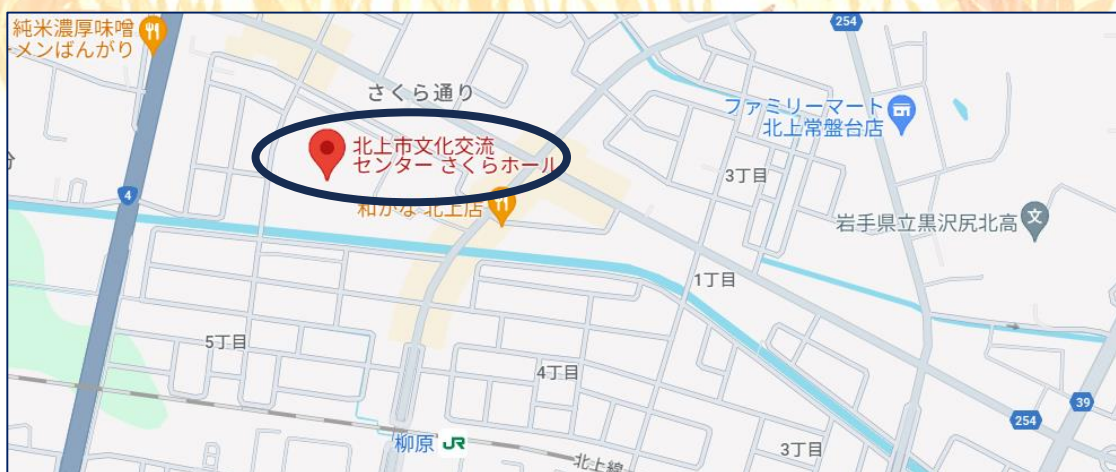 純米濃厚味噌
ーメンばんがり
254
さくら通り
ファミリーマート
北上常盤台店
北上市文化交流
センター さくらホール
3丁目
4
和かな 北上店
岩手県立黒沢尻北高
文
1丁目
5丁目
4丁目
39
254
柳原 JR
北上線
3丁目